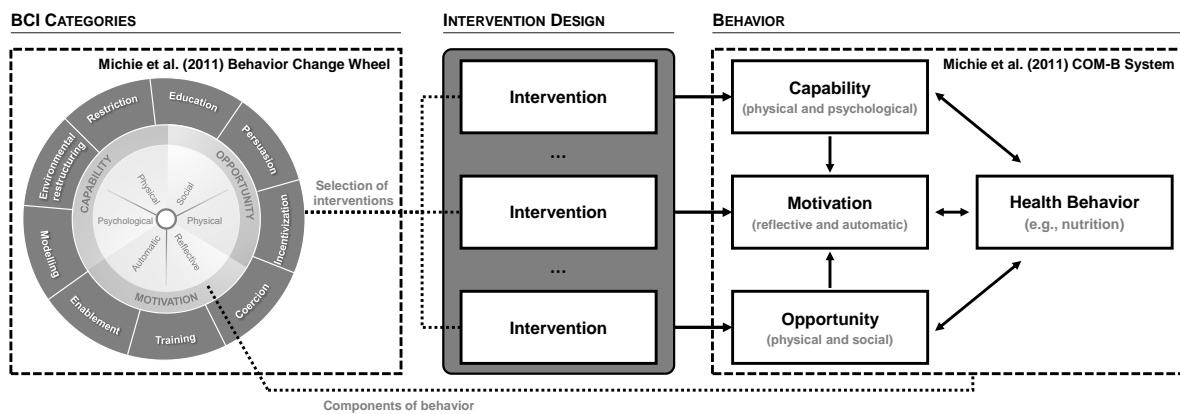 BCI CATEGORIES
Michie et al. (2011) Behavior Change Wheel
Education
Persuasion
Incentivization
Coercion
Training
Enablement
Modelling
Environmental
restructuring
Restriction
CAPABILITY
OPPORTUNITY
MOTIVATION
Physical
Social
Psychological
Physical
Automatic
Reflective
Selection of
interventions
INTERVENTION DESIGN
Intervention
...
Intervention
...
Intervention
BEHAVIOR
Michie et al. (2011) COM-B System
Capability
(physical and psychological)
Motivation
(reflective and automatic)
Opportunity
(physical and social)
Health Behavior
(e.g., nutrition)
Components of behavior